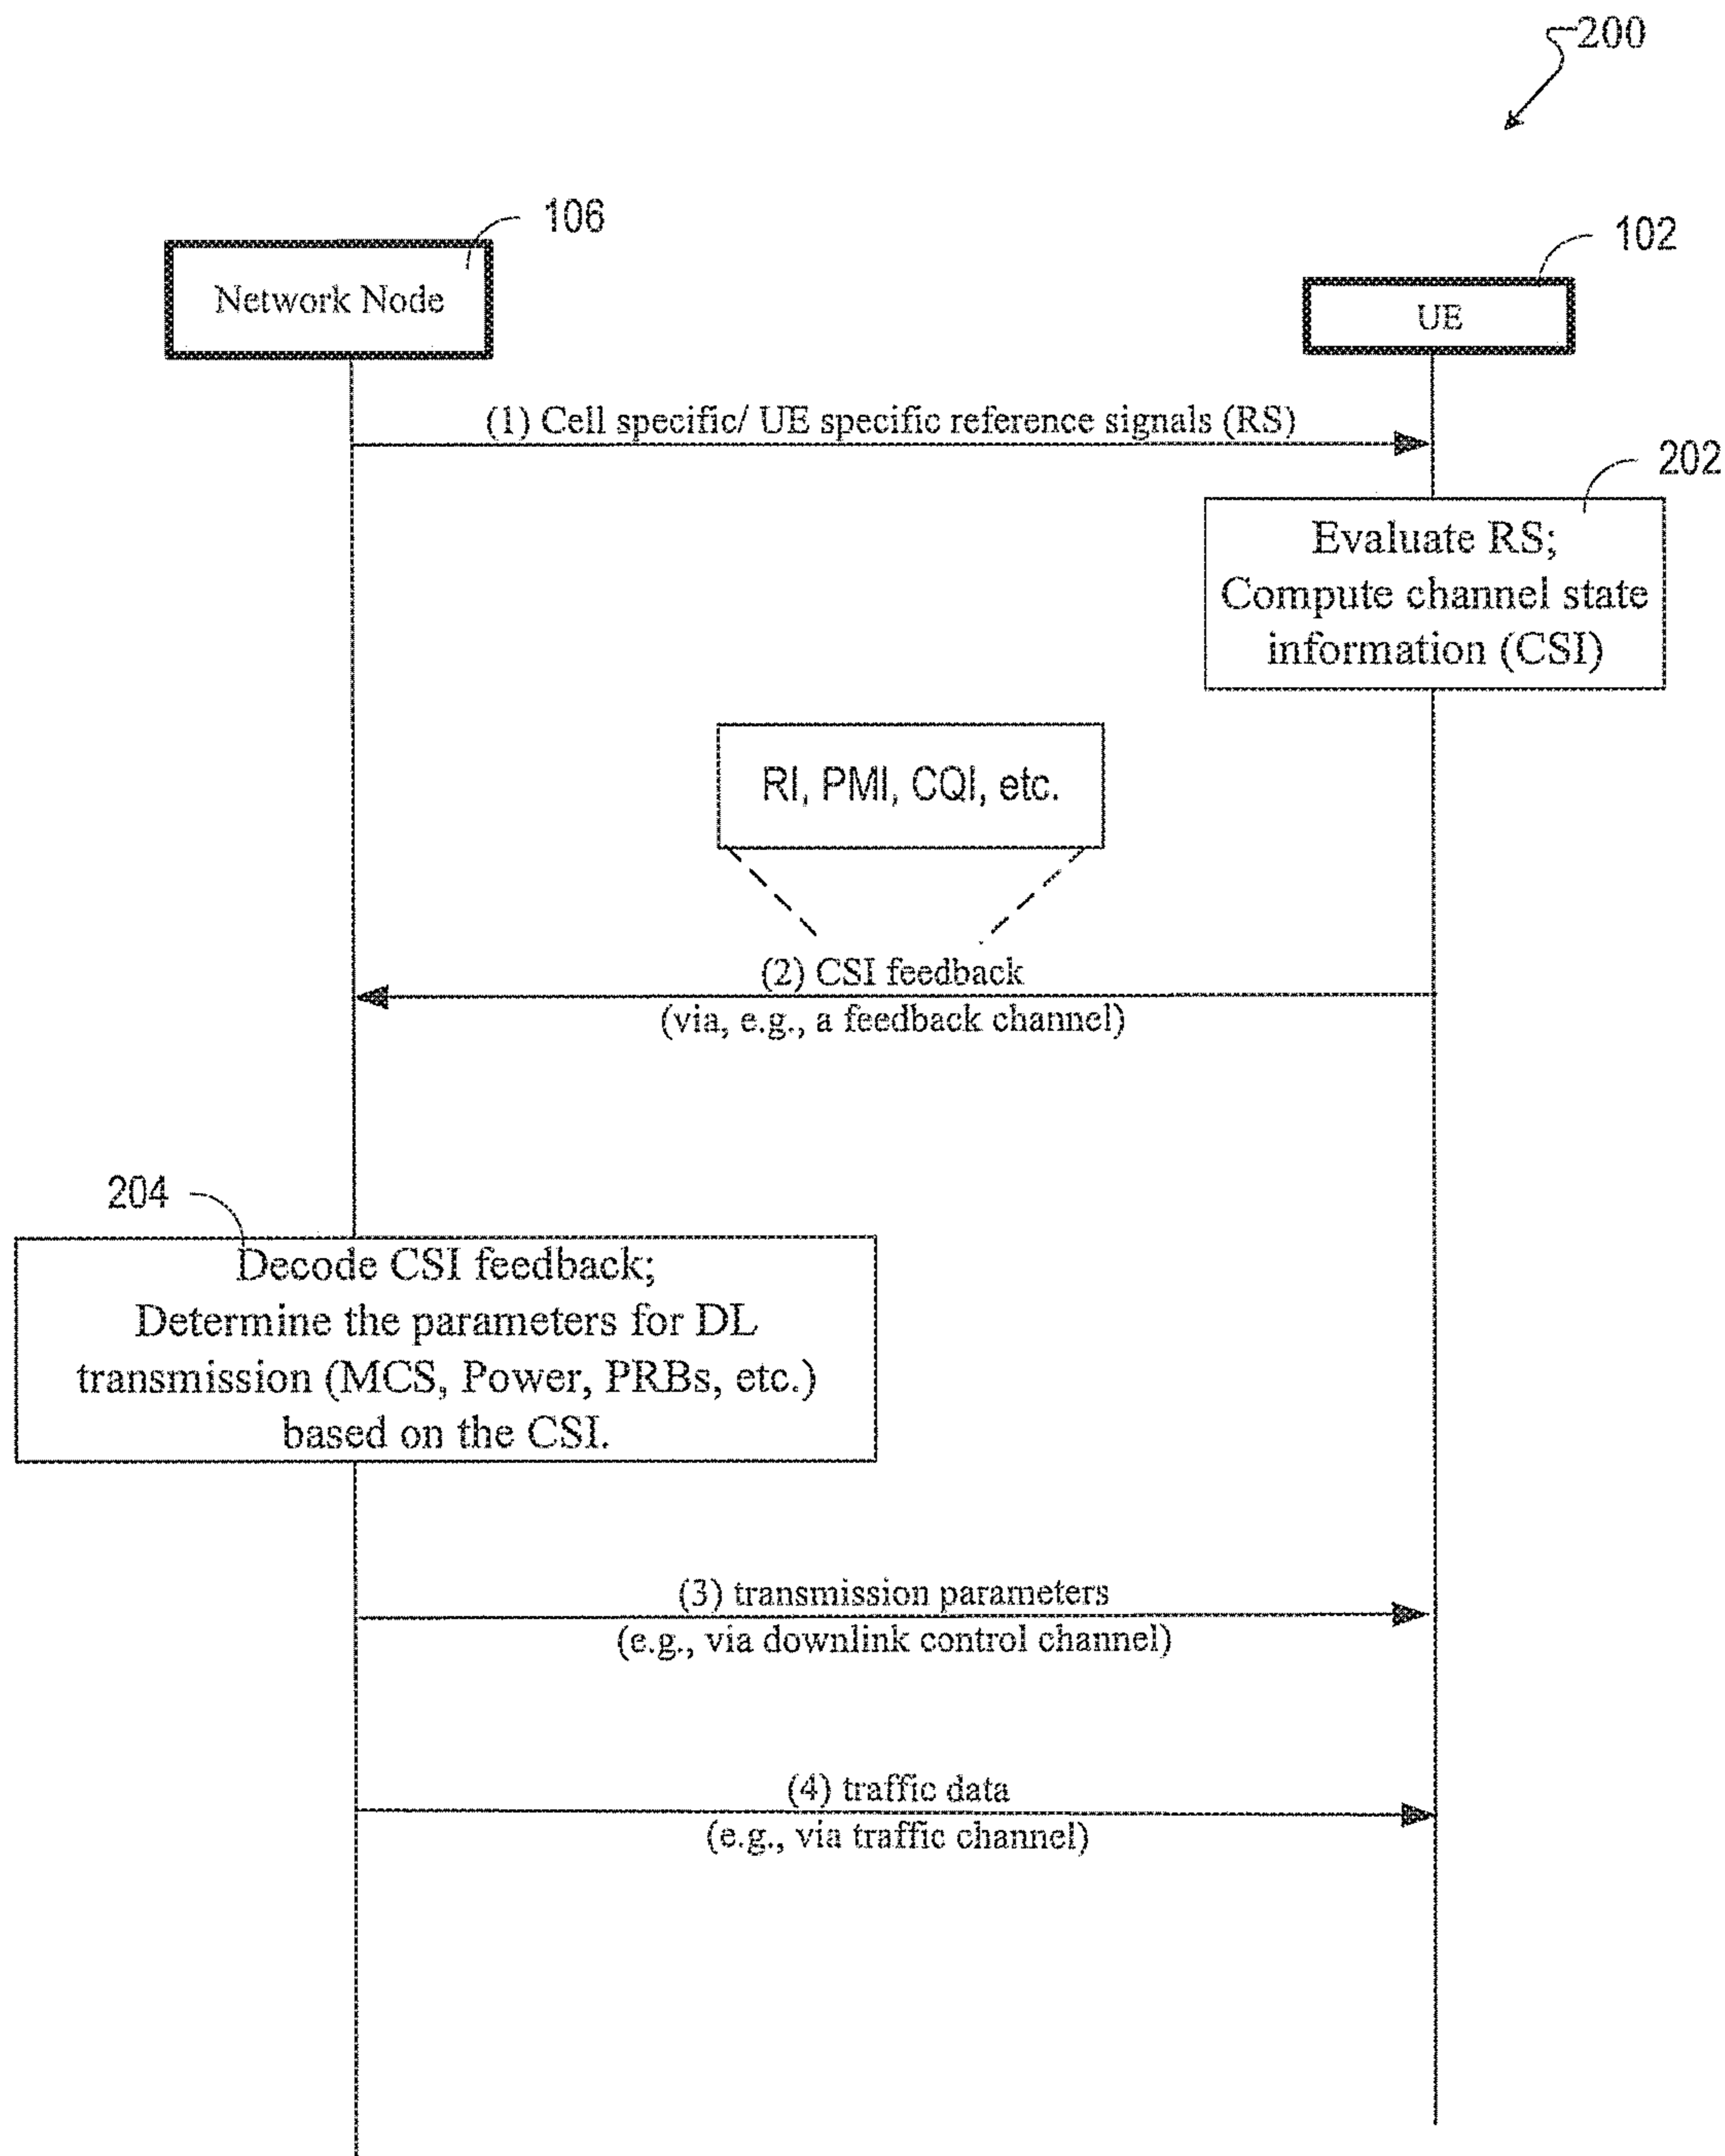 200
106
Network Node
102
UE
(1) Cell specific/ UE specific reference signals (RS)
202
Evaluate RS;
Compute channel state
information (CSI)
RI, PMI, CQI, etc.
(2) CSI feedback
(via, e.g., a feedback channel)
204
Decode CSI feedback;
Determine the parameters for DL
transmission (MCS, Power, PRBs, etc.)
based on the CSI.
(3) transmission parameters
(e.g., via downlink control channel)
(4) traffic data
(e.g., via traffic channel)